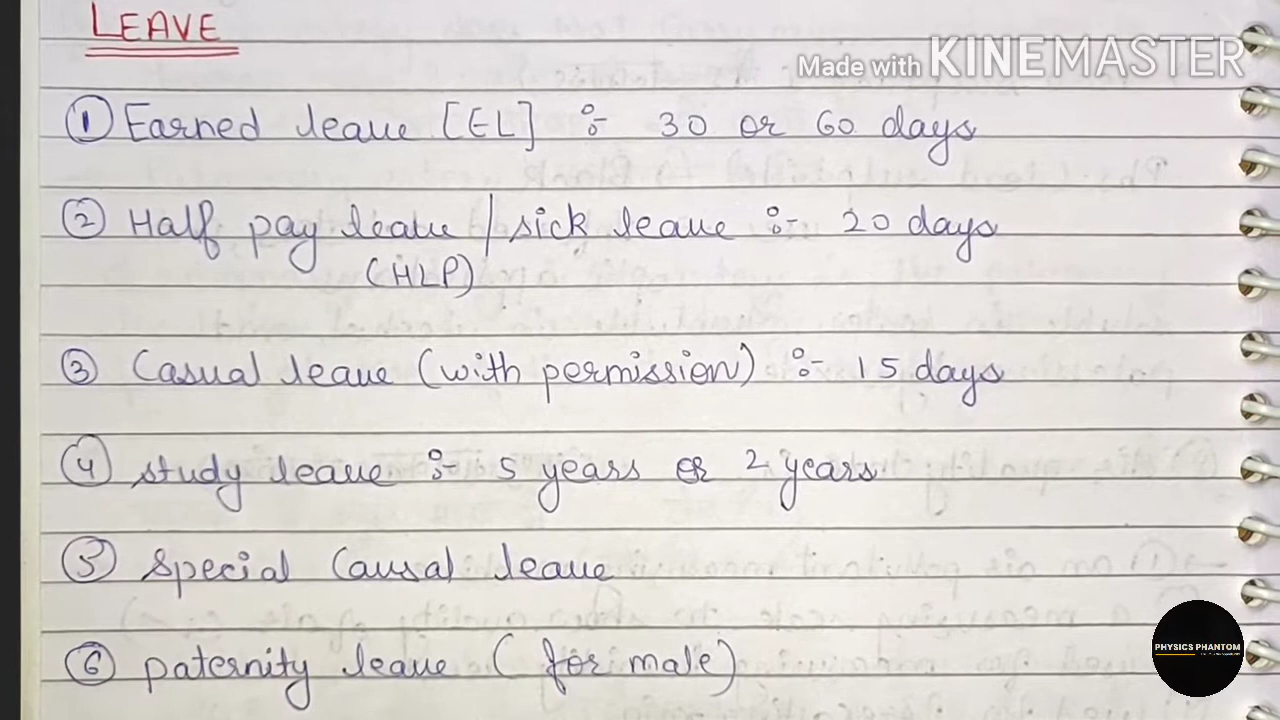 LEAVE
Made with KINEMASTER
① Earned leave [EL] :- 30 or 60 days
② Half pay leave / sick leave :- 20 days
(HLP)
③ Casual leave (with permission) :- 15 days
④ study leave :- 5 years or 2 years
⑤ special Causal leave
⑥ paternity leave ( for male)
PHYSICS PHANTOM